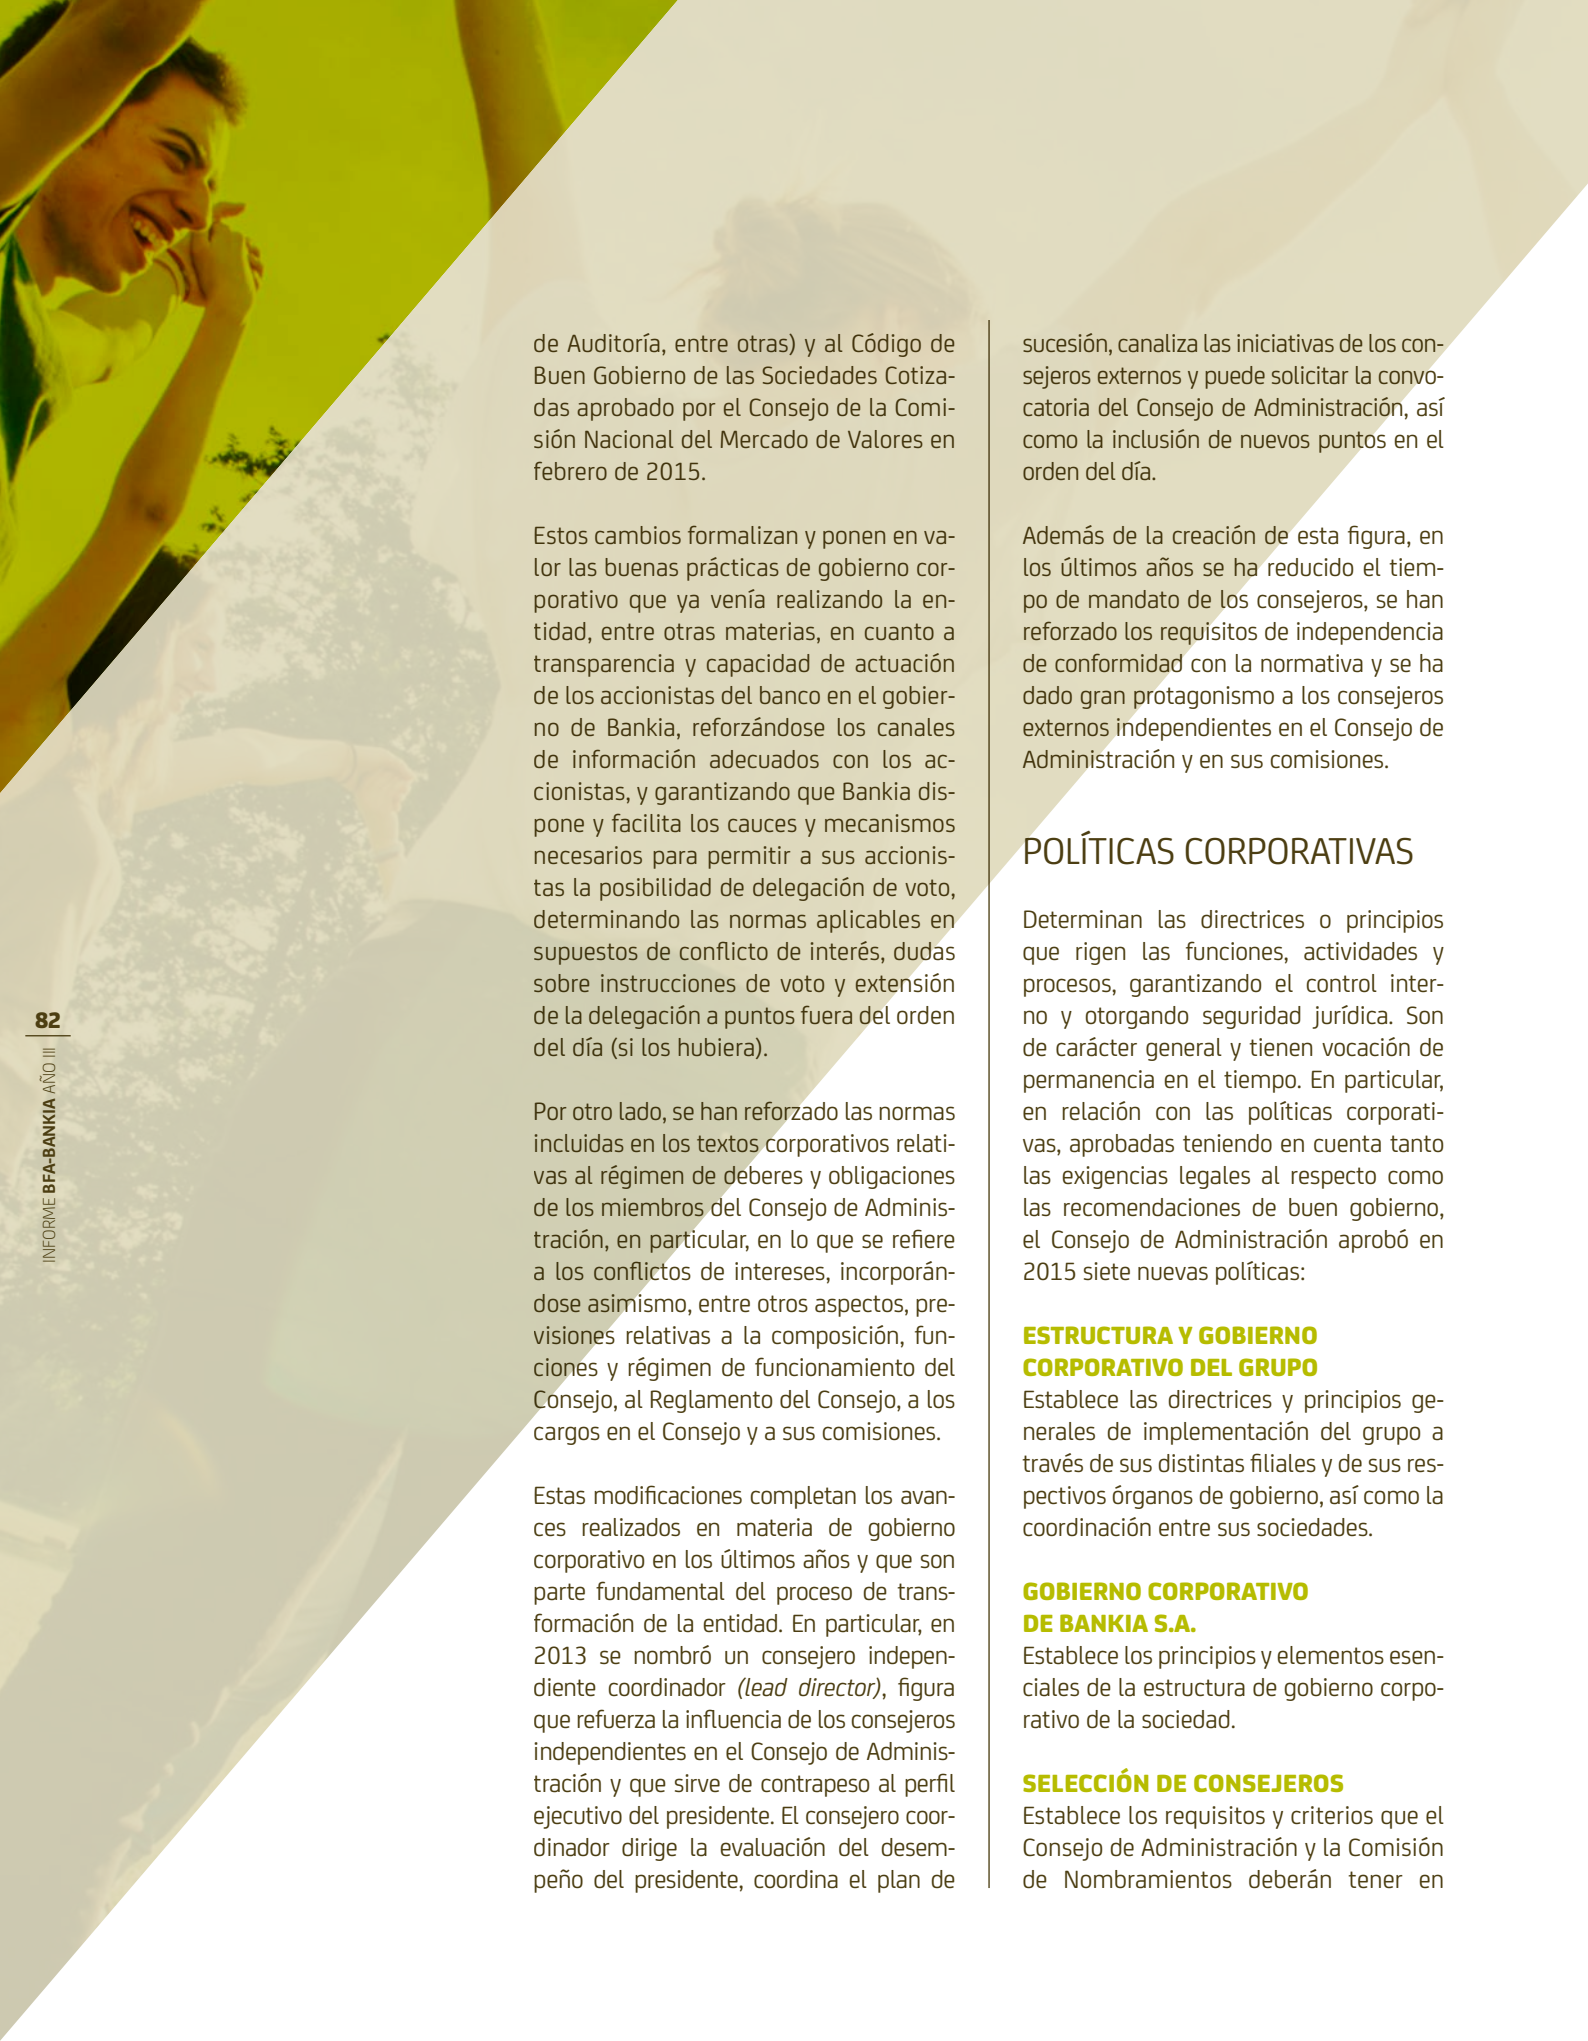 de Auditoría, entre otras) y al Código de
Buen Gobierno de las Sociedades Cotiza-
das aprobado por el Consejo de la Comi-
sión Nacional del Mercado de Valores en
febrero de 2015.
Estos cambios formalizan y ponen en va-
lor las buenas prácticas de gobierno cor-
porativo que ya venía realizando la en-
tidad, entre otras materias, en cuanto a
transparencia y capacidad de actuación
de los accionistas del banco en el gobier-
no de Bankia, reforzándose los canales
de información adecuados con los ac-
cionistas, y garantizando que Bankia dis-
pone y facilita los cauces y mecanismos
necesarios para permitir a sus accionis-
tas la posibilidad de delegación de voto,
determinando las normas aplicables en
supuestos de conflicto de interés, dudas
sobre instrucciones de voto y extensión
de la delegación a puntos fuera del orden
del día (si los hubiera).
Por otro lado, se han reforzado las normas
incluidas en los textos corporativos relati-
vas al régimen de deberes y obligaciones
de los miembros del Consejo de Adminis-
tración, en particular, en lo que se refiere
a los conflictos de intereses, incorporán-
dose asimismo, entre otros aspectos, pre-
visiones relativas a la composición, fun-
ciones y régimen de funcionamiento del
Consejo, al Reglamento del Consejo, a los
cargos en el Consejo y a sus comisiones.
Estas modificaciones completan los avan-
ces realizados en materia de gobierno
corporativo en los últimos años y que son
parte fundamental del proceso de trans-
formación de la entidad. En particular, en
2013 se nombró un consejero indepen-
diente coordinador (lead director), figura
que refuerza la influencia de los consejeros
independientes en el Consejo de Adminis-
tración y que sirve de contrapeso al perfil
ejecutivo del presidente. El consejero coor-
dinador dirige la evaluación del desem-
peño del presidente, coordina el plan de
sucesión, canaliza las iniciativas de los con-
sejeros externos y puede solicitar la convo-
catoria del Consejo de Administración, así
como la inclusión de nuevos puntos en el
orden del día.
Además de la creación de esta figura, en
los últimos años se ha reducido el tiem-
po de mandato de los consejeros, se han
reforzado los requisitos de independencia
de conformidad con la normativa y se ha
dado gran protagonismo a los consejeros
externos independientes en el Consejo de
Administración y en sus comisiones.
POLÍTICAS CORPORATIVAS
Determinan las directrices o principios
que rigen las funciones, actividades y
procesos, garantizando el control inter-
no y otorgando seguridad jurídica. Son
de carácter general y tienen vocación de
permanencia en el tiempo. En particular,
en relación con las políticas corporati-
vas, aprobadas teniendo en cuenta tanto
las exigencias legales al respecto como
las recomendaciones de buen gobierno,
el Consejo de Administración aprobó en
2015 siete nuevas políticas:
ESTRUCTURA Y GOBIERNO
CORPORATIVO DEL GRUPO
Establece las directrices y principios ge-
nerales de implementación del grupo a
través de sus distintas filiales y de sus res-
pectivos órganos de gobierno, así como la
coordinación entre sus sociedades.
GOBIERNO CORPORATIVO
DE BANKIA S.A.
Establece los principios y elementos esen-
ciales de la estructura de gobierno corpo-
rativo de la sociedad.
SELECCIÓN DE CONSEJEROS
Establece los requisitos y criterios que el
Consejo de Administración y la Comisión
de Nombramientos deberán tener en
82
INFORME BFA-BANKIA AÑO III